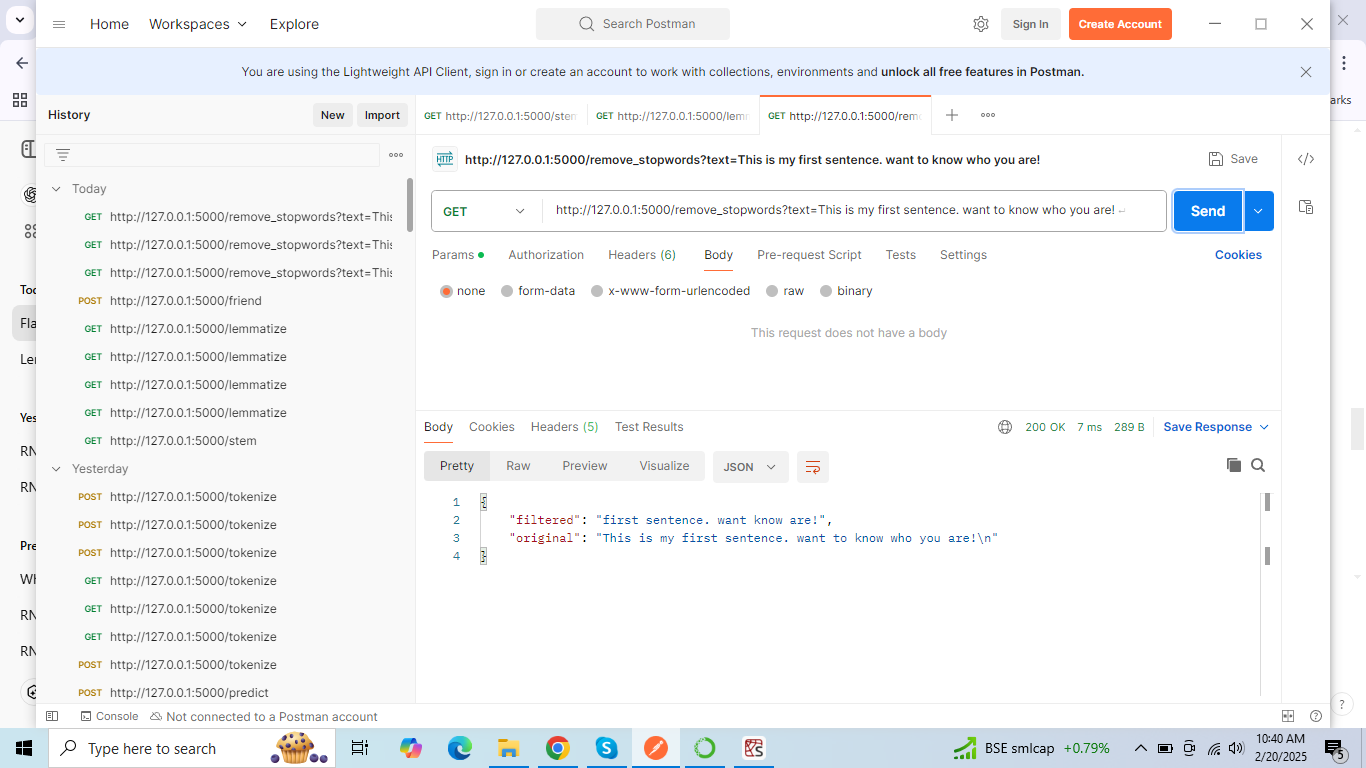 Home Workspaces Explore Search Postman Sign In Create Account
You are using the Lightweight API Client, sign in or create an account to work with collections, environments and unlock all free features in Postman.
arks
History New Import
GET http://127.0.0.1:5000/sten GET http://127.0.0.1:5000/lemn GET http://127.0.0.1:5000/rem
HTTP http://127.0.0.1:5000/remove_stopwords?text=This is my first sentence. want to know who you are! Save
Today
GET http://127.0.0.1:5000/remove_stopwords?text=This is my first sentence. want to know who you are! Send
GET http://127.0.0.1:5000/remove_stopwords?text=This
GET http://127.0.0.1:5000/remove_stopwords?text=This
GET http://127.0.0.1:5000/remove_stopwords?text=This
POST http://127.0.0.1:5000/friend
GET http://127.0.0.1:5000/lemmatize
GET http://127.0.0.1:5000/lemmatize
GET http://127.0.0.1:5000/lemmatize
GET http://127.0.0.1:5000/lemmatize
GET http://127.0.0.1:5000/stem
Yesterday
POST http://127.0.0.1:5000/tokenize
POST http://127.0.0.1:5000/tokenize
POST http://127.0.0.1:5000/tokenize
GET http://127.0.0.1:5000/tokenize
GET http://127.0.0.1:5000/tokenize
GET http://127.0.0.1:5000/tokenize
POST http://127.0.0.1:5000/tokenize
POST http://127.0.0.1:5000/predict
Params Authorization Headers (6) Body Pre-request Script Tests Settings Cookies
none form-data x-www-form-urlencoded raw binary
This request does not have a body
Body Cookies Headers (5) Test Results 200 OK 7 ms 289 B Save Response
Pretty Raw Preview Visualize JSON
1 {
2 "filtered": "first sentence. want know are!",
3 "original": "This is my first sentence. want to know who you are!\n"
4 }
Toc
Fla
Ler
Yes
RN
RN
Pre
Wh
RN
RN
Console Not connected to a Postman account
Type here to search
BSE smlcap +0.79%
10:40 AM
2/20/2025
5